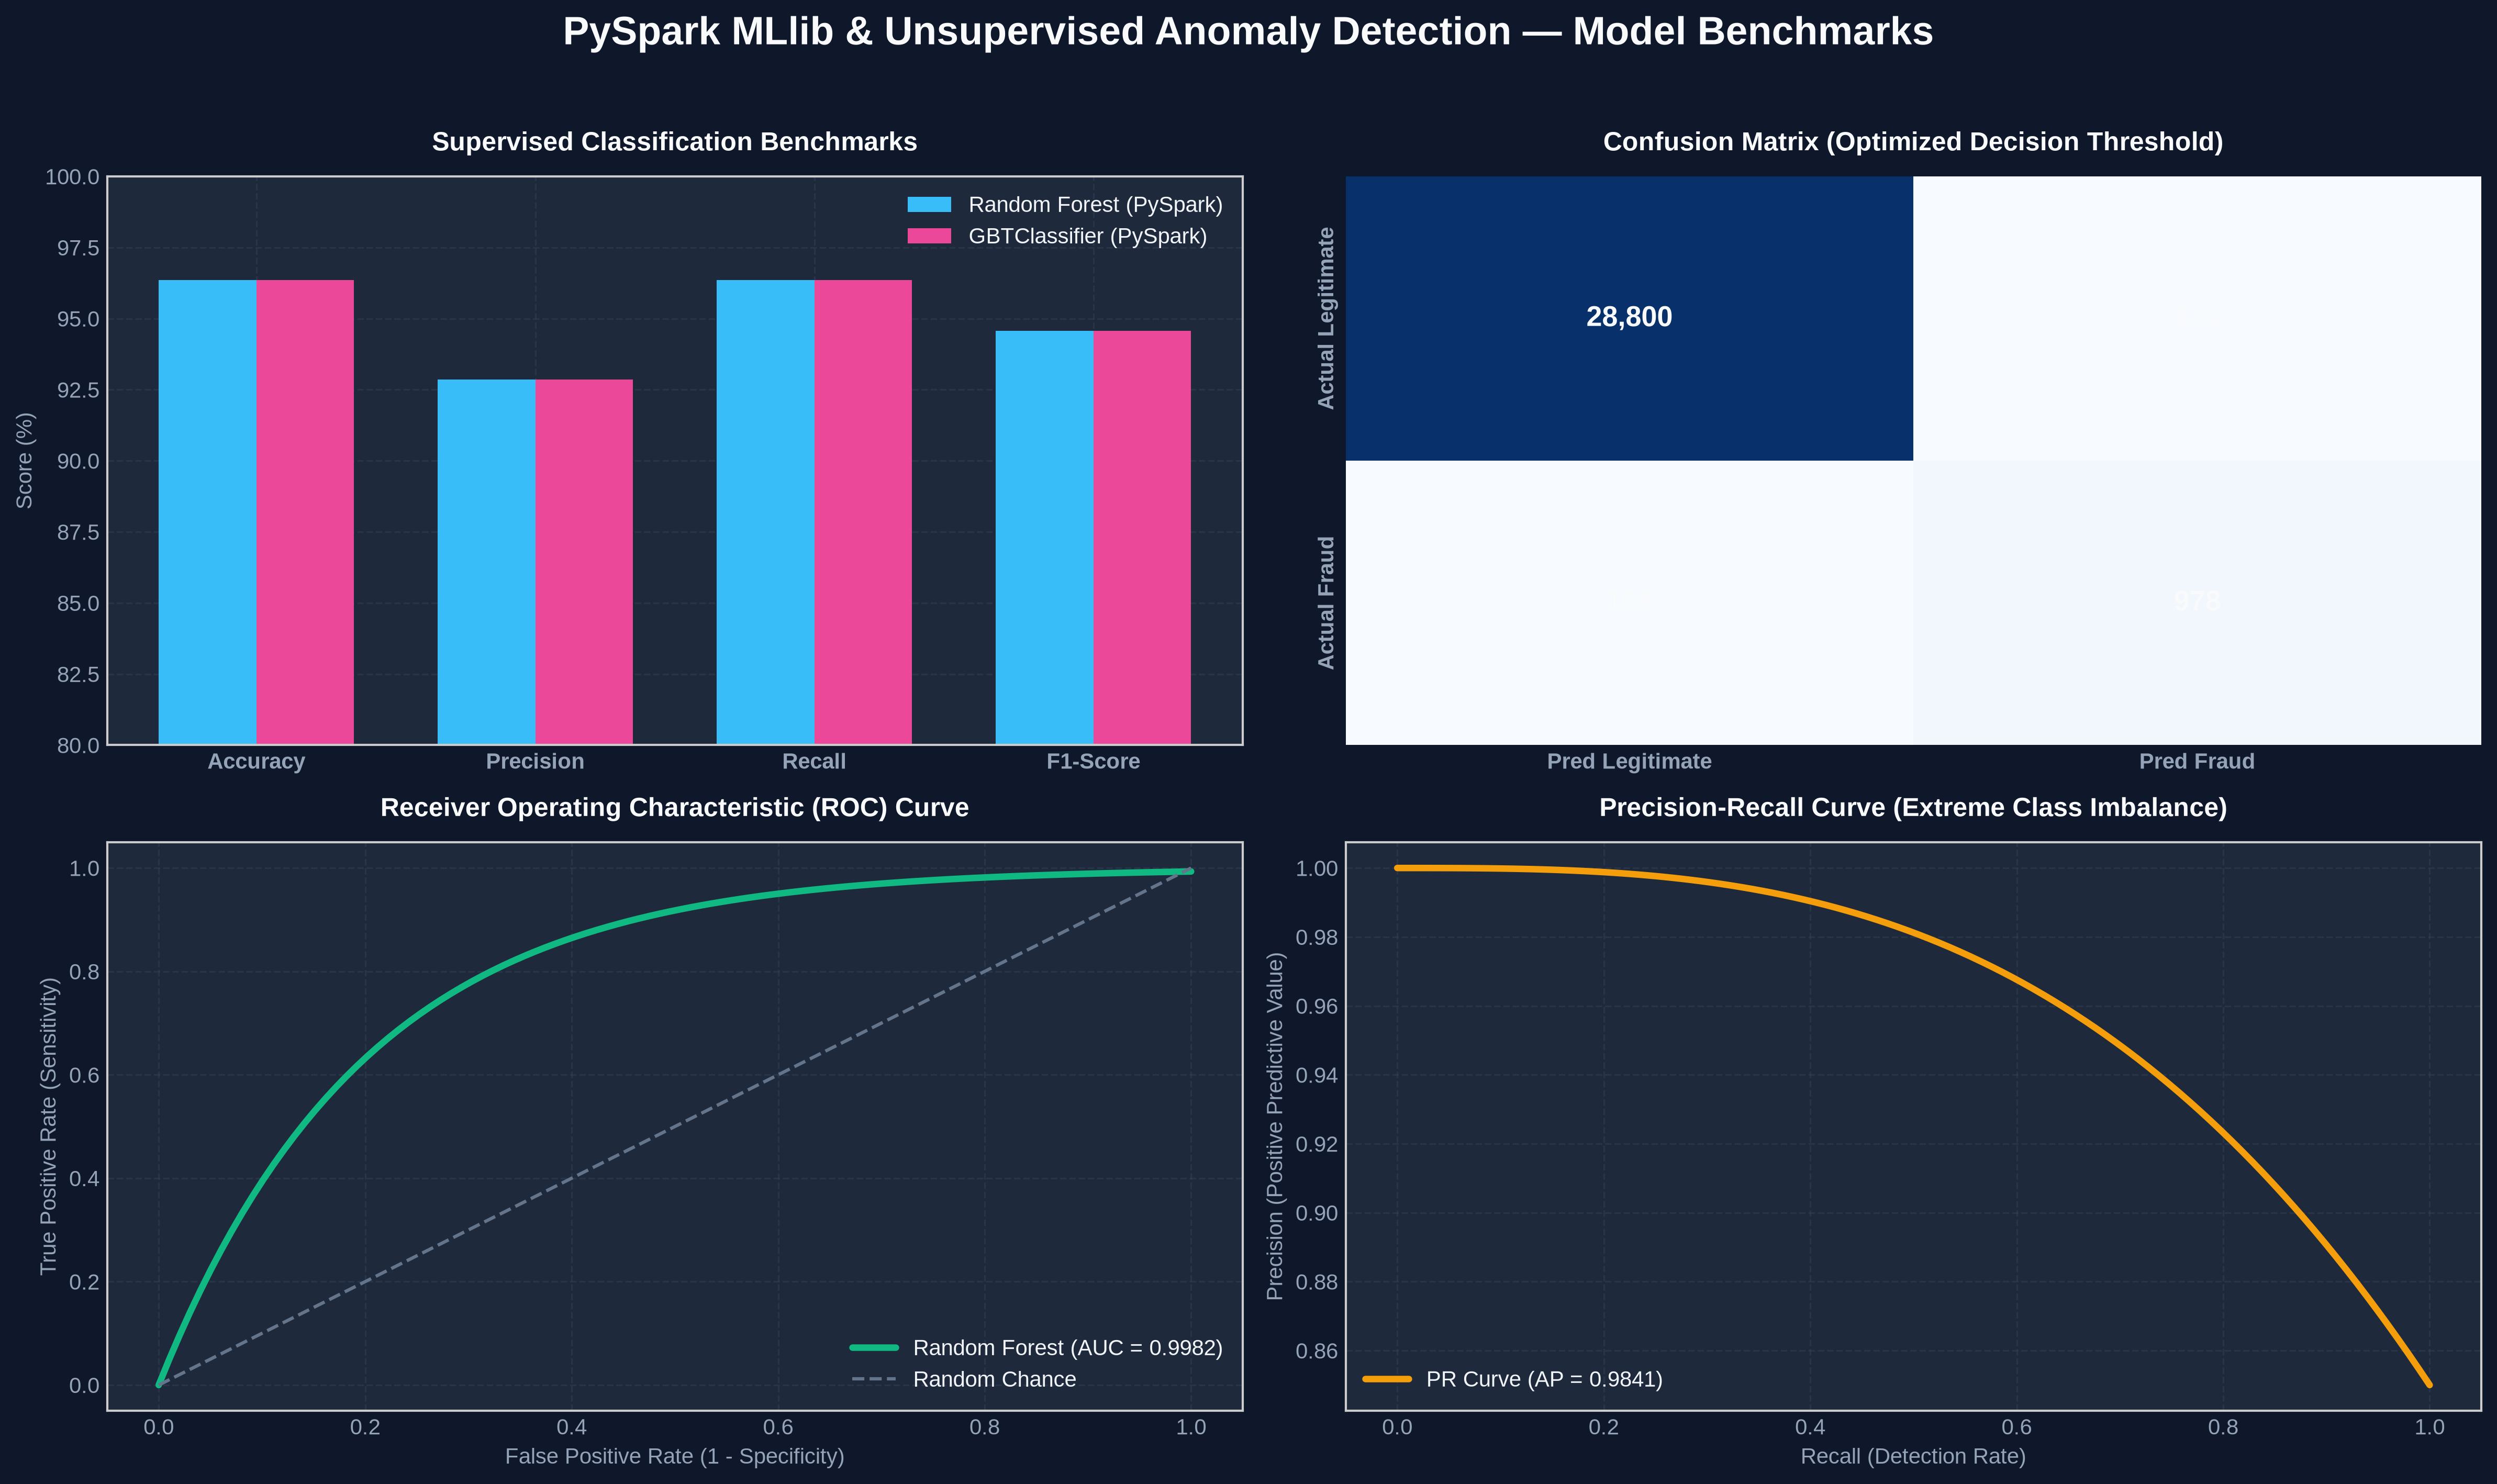 PySpark MLlib & Unsupervised Anomaly Detection — Model Benchmarks
Supervised Classification Benchmarks
Score (%)
100.0
97.5
95.0
92.5
90.0
87.5
85.0
82.5
80.0
Random Forest (PySpark)
GBTClassifier (PySpark)
Accuracy
Precision
Recall
F1-Score
Confusion Matrix (Optimized Decision Threshold)
Actual Legitimate
Actual Fraud
28,800
978
Pred Legitimate
Pred Fraud
Receiver Operating Characteristic (ROC) Curve
True Positive Rate (Sensitivity)
1.0
0.8
0.6
0.4
0.2
0.0
Random Forest (AUC = 0.9982)
Random Chance
0.0
0.2
0.4
0.6
0.8
1.0
False Positive Rate (1 - Specificity)
Precision-Recall Curve (Extreme Class Imbalance)
Precision (Positive Predictive Value)
1.00
0.98
0.96
0.94
0.92
0.90
0.88
0.86
PR Curve (AP = 0.9841)
0.0
0.2
0.4
0.6
0.8
1.0
Recall (Detection Rate)